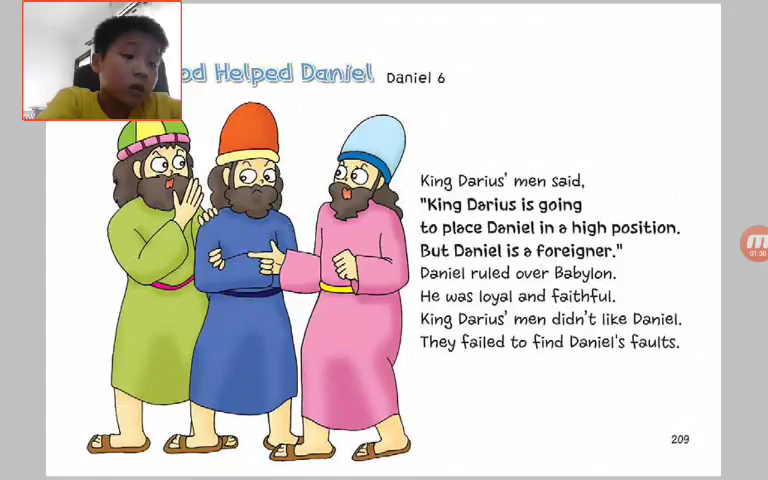 Helped Daniel Daniel 6
King Darius' men said,
"King Darius is going
to place Daniel in a high position.
But Daniel is a foreigner."
Daniel ruled over Babylon.
He was loyal and faithful.
King Darius' men didn't like Daniel.
They failed to find Daniel's faults.
209
01:50